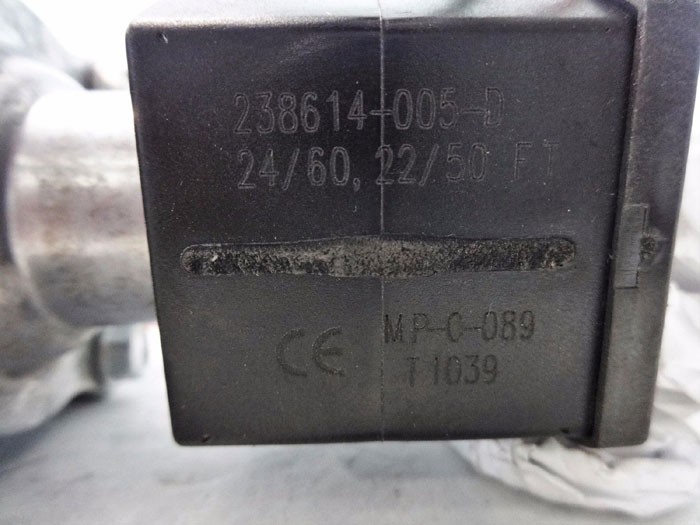 238614-005-D
24/60, 22/50 FT
CE MP-C-089
T1039